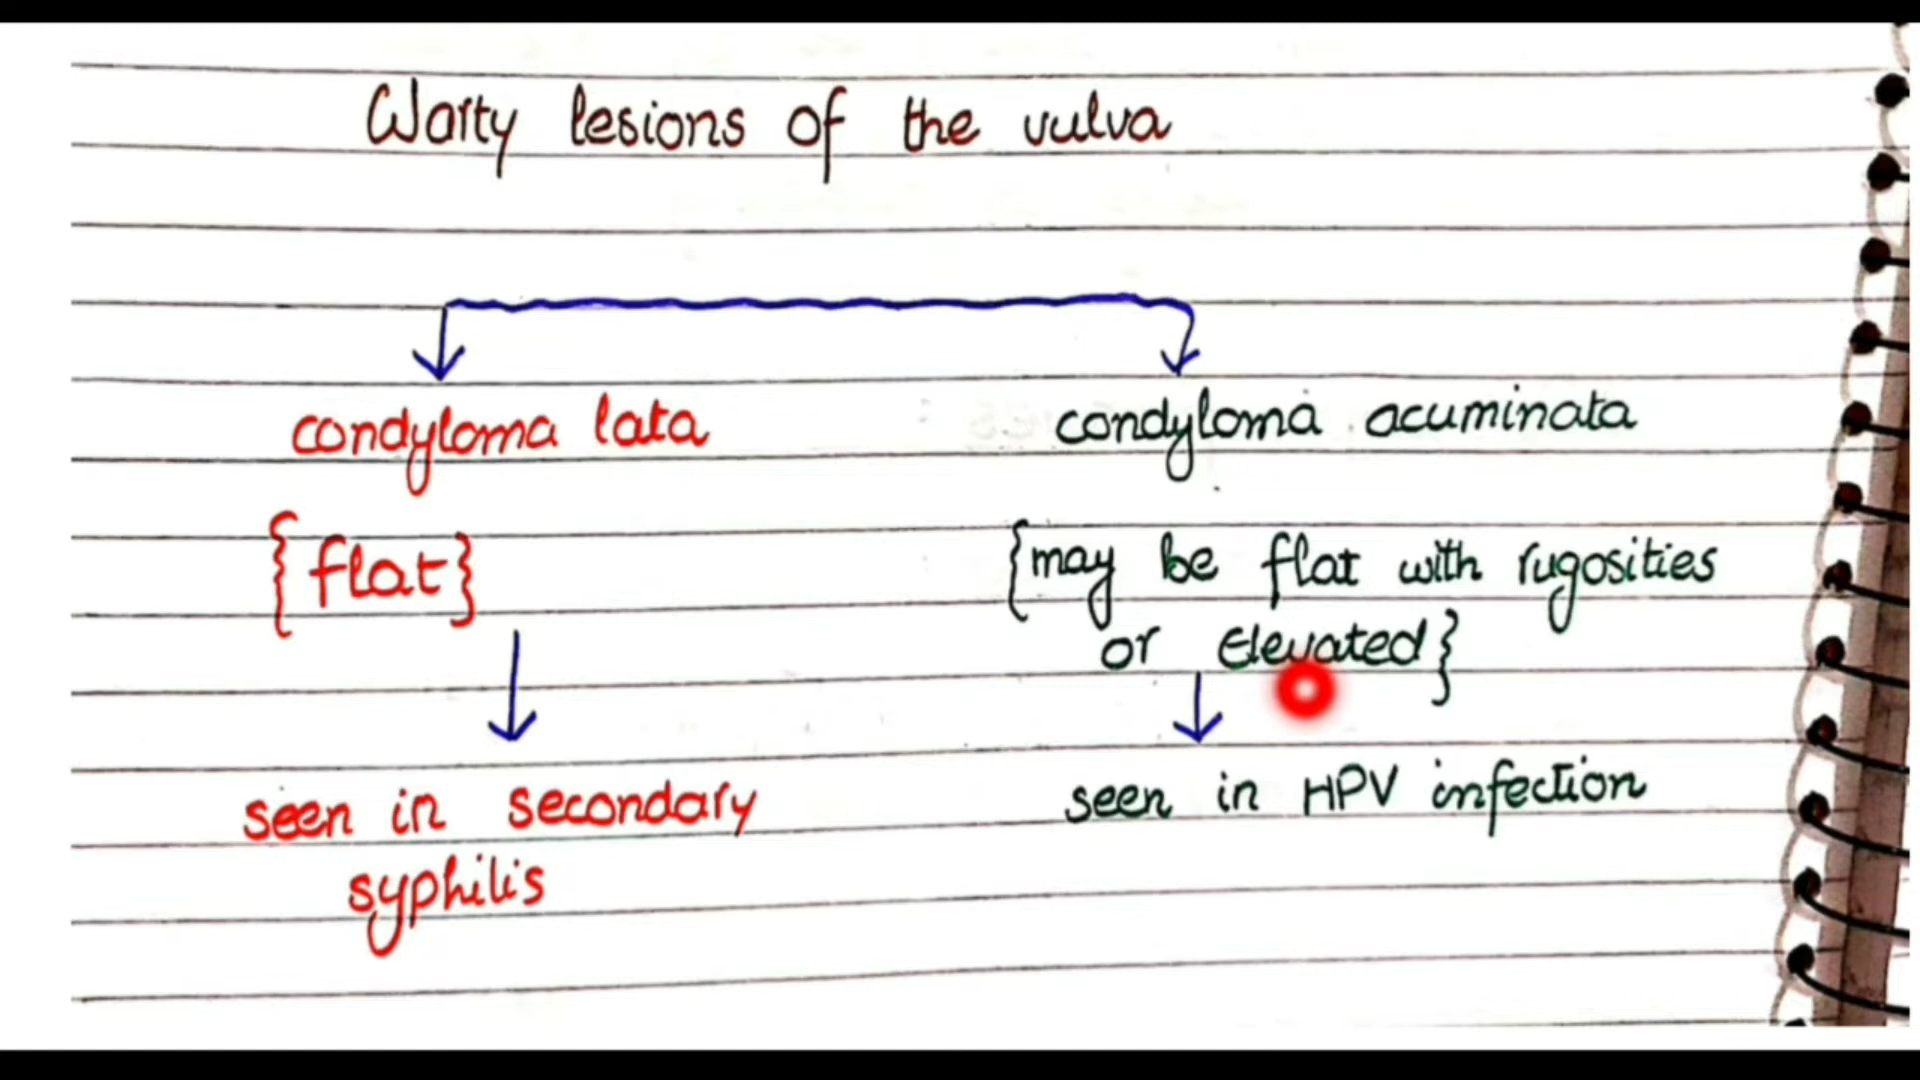 Warty lesions of the vulva
condyloma lata
condyloma acuminata
{flat}
{may be flat with rugosities
or Elevated}
seen in secondary
syphilis
seen in HPV infection